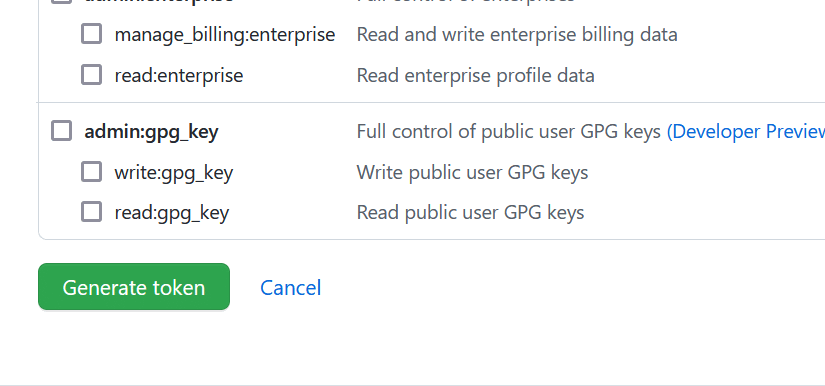 manage_billing:enterprise Read and write enterprise billing data
read:enterprise Read enterprise profile data
admin:gpg_key Full control of public user GPG keys (Developer Preview
write:gpg_key Write public user GPG keys
read:gpg_key Read public user GPG keys
Generate token Cancel